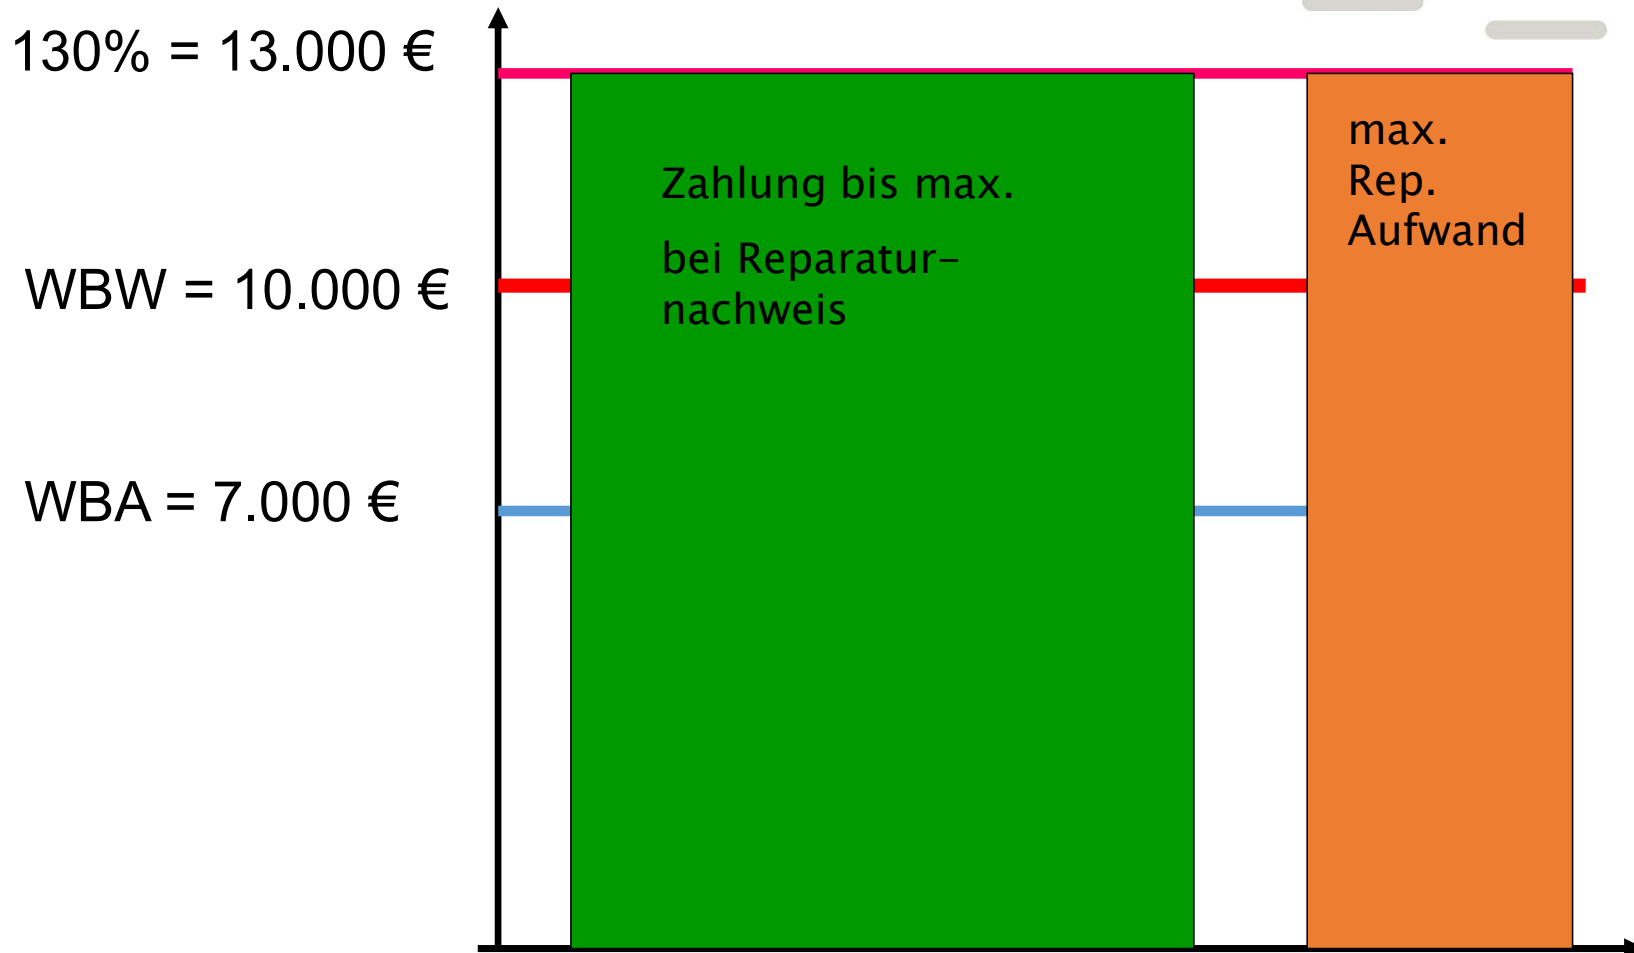 130% = 13.000 €
WBW = 10.000 €
WBA = 7.000 €
Zahlung bis max.
bei Reparatur-
nachweis
max.
Rep.
Aufwand